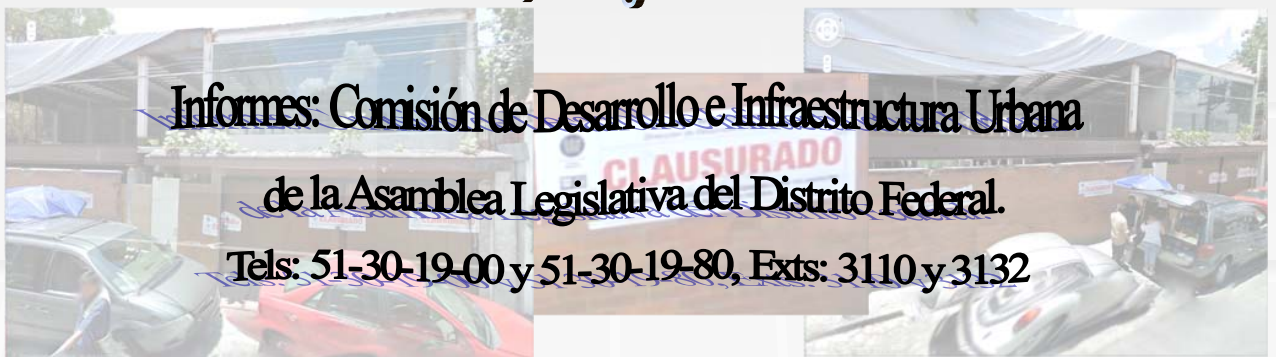 Informes: Comisión de Desarrollo e Infraestructura Urbana
CLAUSURADO
de la Asamblea Legislativa del Distrito Federal.
Tels: 51-30-19-00 y 51-30-19-80, Exts: 3110 y 3132